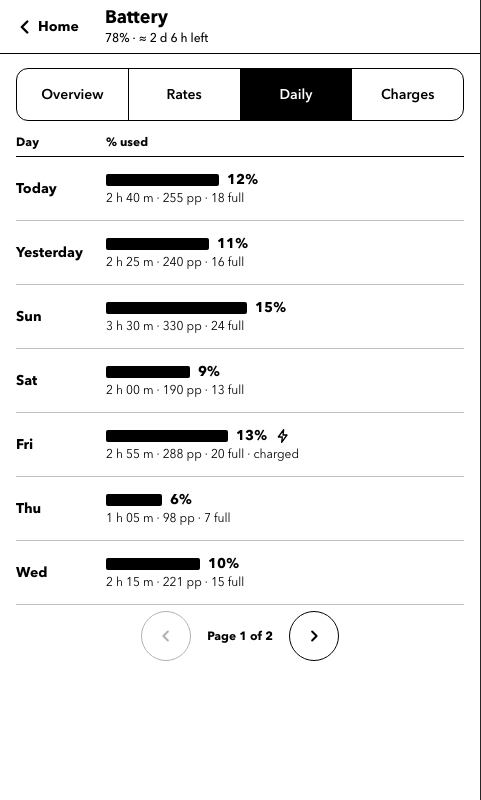 Home
Battery
78% · ≈ 2 d 6 h left
Overview
Rates
Daily
Charges
Day
% used
Today
12%
2 h 40 m · 255 pp · 18 full
Yesterday
11%
2 h 25 m · 240 pp · 16 full
Sun
15%
3 h 30 m · 330 pp · 24 full
Sat
9%
2 h 00 m · 190 pp · 13 full
Fri
13%
2 h 55 m · 288 pp · 20 full · charged
Thu
6%
1 h 05 m · 98 pp · 7 full
Wed
10%
2 h 15 m · 221 pp · 15 full
Page 1 of 2